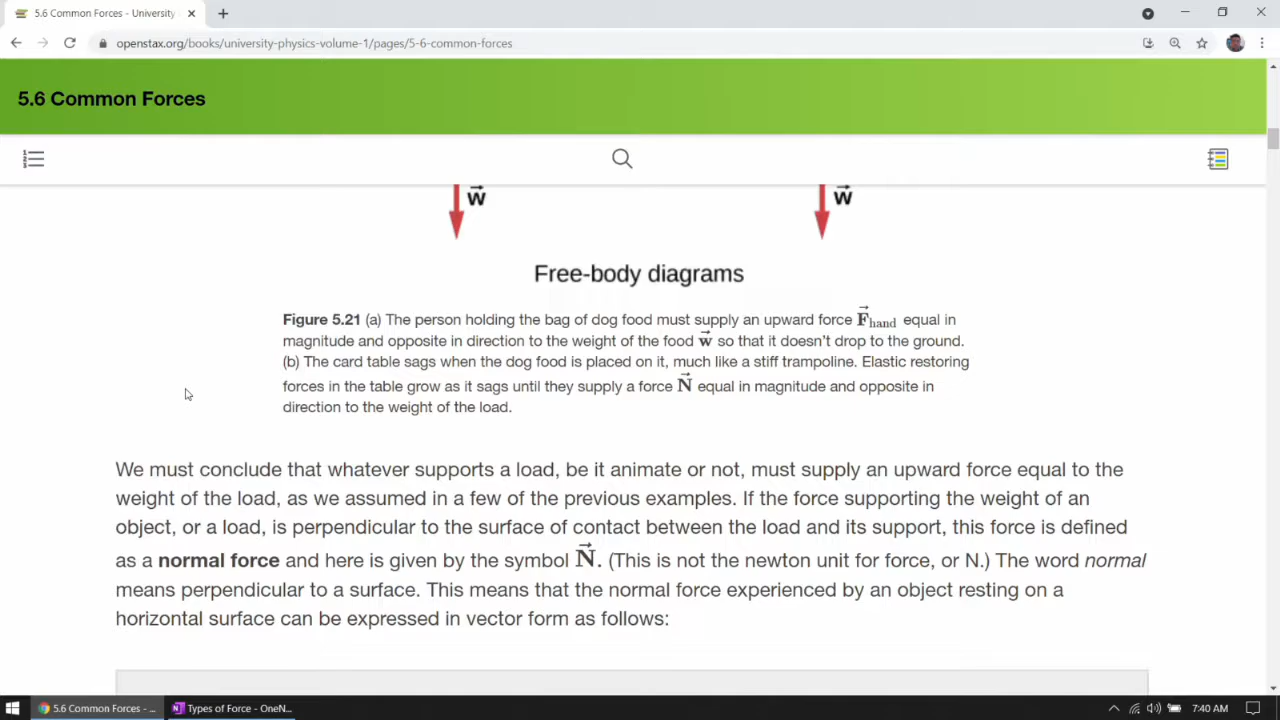 5.6 Common Forces - University
openstax.org/books/university-physics-volume-1/pages/5-6-common-forces
5.6 Common Forces
w⃗ w⃗
Free-body diagrams
Figure 5.21 (a) The person holding the bag of dog food must supply an upward force F⃗hand equal in
magnitude and opposite in direction to the weight of the food w⃗ so that it doesn't drop to the ground.
(b) The card table sags when the dog food is placed on it, much like a stiff trampoline. Elastic restoring
forces in the table grow as it sags until they supply a force N⃗ equal in magnitude and opposite in
direction to the weight of the load.
We must conclude that whatever supports a load, be it animate or not, must supply an upward force equal to the
weight of the load, as we assumed in a few of the previous examples. If the force supporting the weight of an
object, or a load, is perpendicular to the surface of contact between the load and its support, this force is defined
as a normal force and here is given by the symbol N⃗. (This is not the newton unit for force, or N.) The word normal
means perpendicular to a surface. This means that the normal force experienced by an object resting on a
horizontal surface can be expressed in vector form as follows:
5.6 Common Forces - ... Types of Force - OneN... 7:40 AM